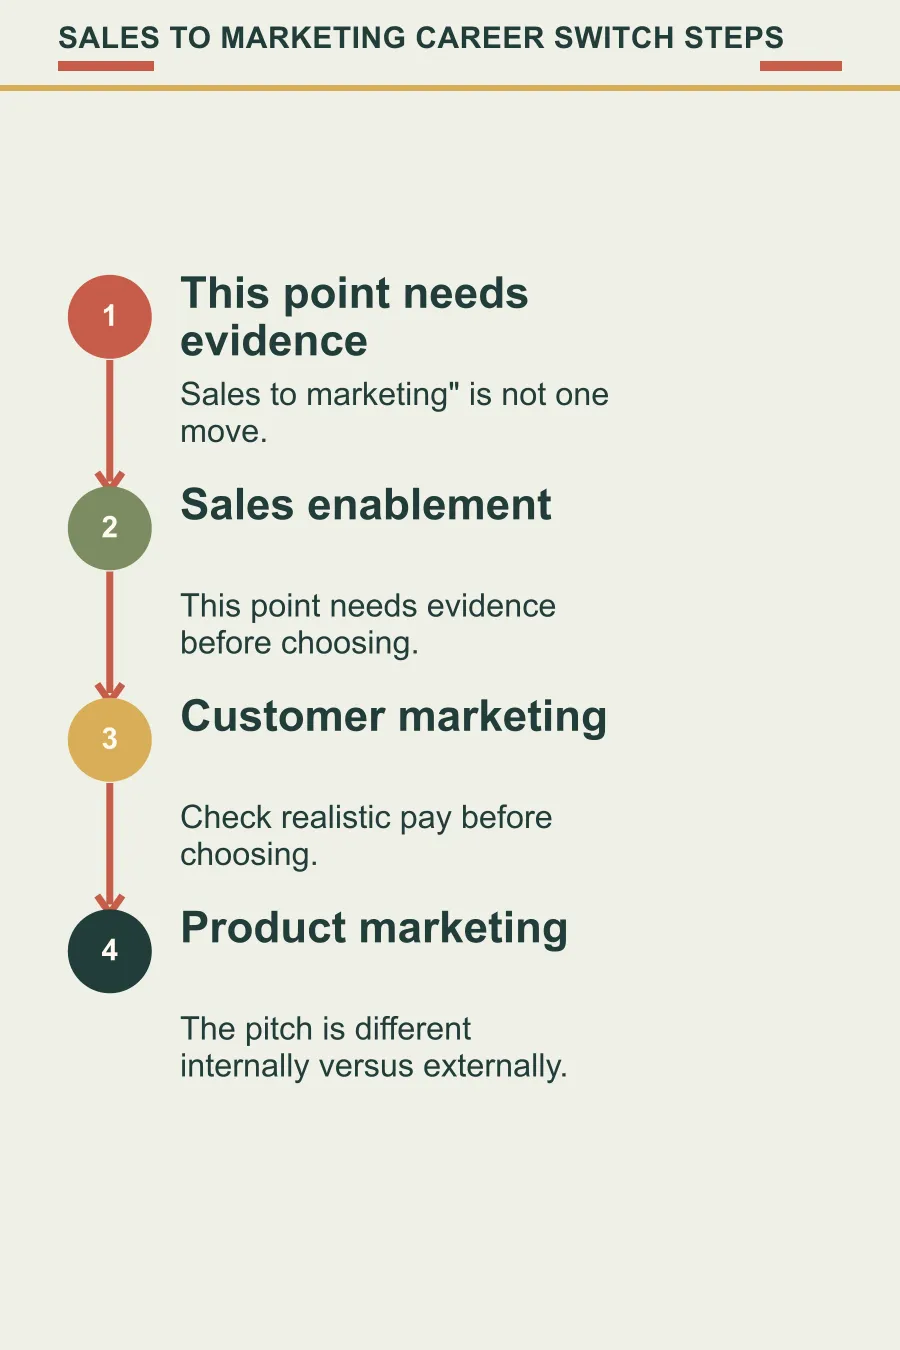 SALES TO MARKETING CAREER SWITCH STEPS
1
This point needs
evidence
Sales to marketing" is not one
move.
2
Sales enablement
This point needs evidence
before choosing.
3
Customer marketing
Check realistic pay before
choosing.
4
Product marketing
The pitch is different
internally versus externally.